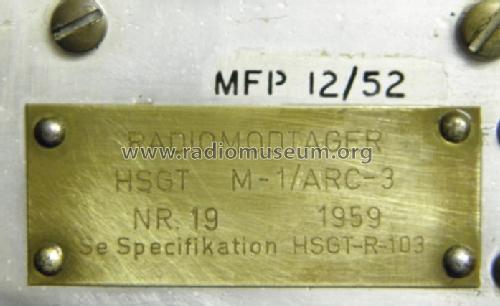 MFP 12/52
RADIOMODTAGER
HSGT M-1/ARC-3
www.radiomuseum.org
NR. 19 1959
Se Specifikation HSGT-R-103